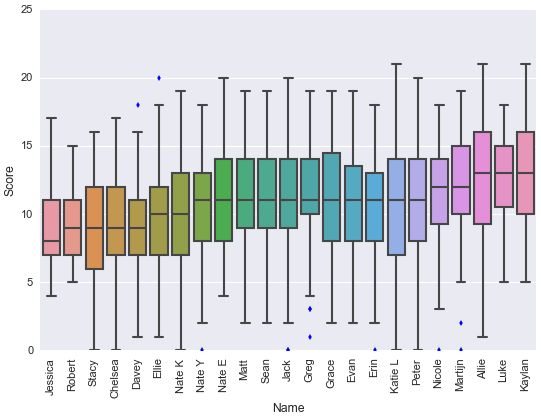 25
20
15
10
5
0
Score
Jessica
Robert
Stacy
Chelsea
Davey
Ellie
Nate K
Nate Y
Nate E
Matt
Sean
Jack
Greg
Grace
Evan
Erin
Katie L
Peter
Nicole
Martijn
Allie
Luke
Kaylan
Name